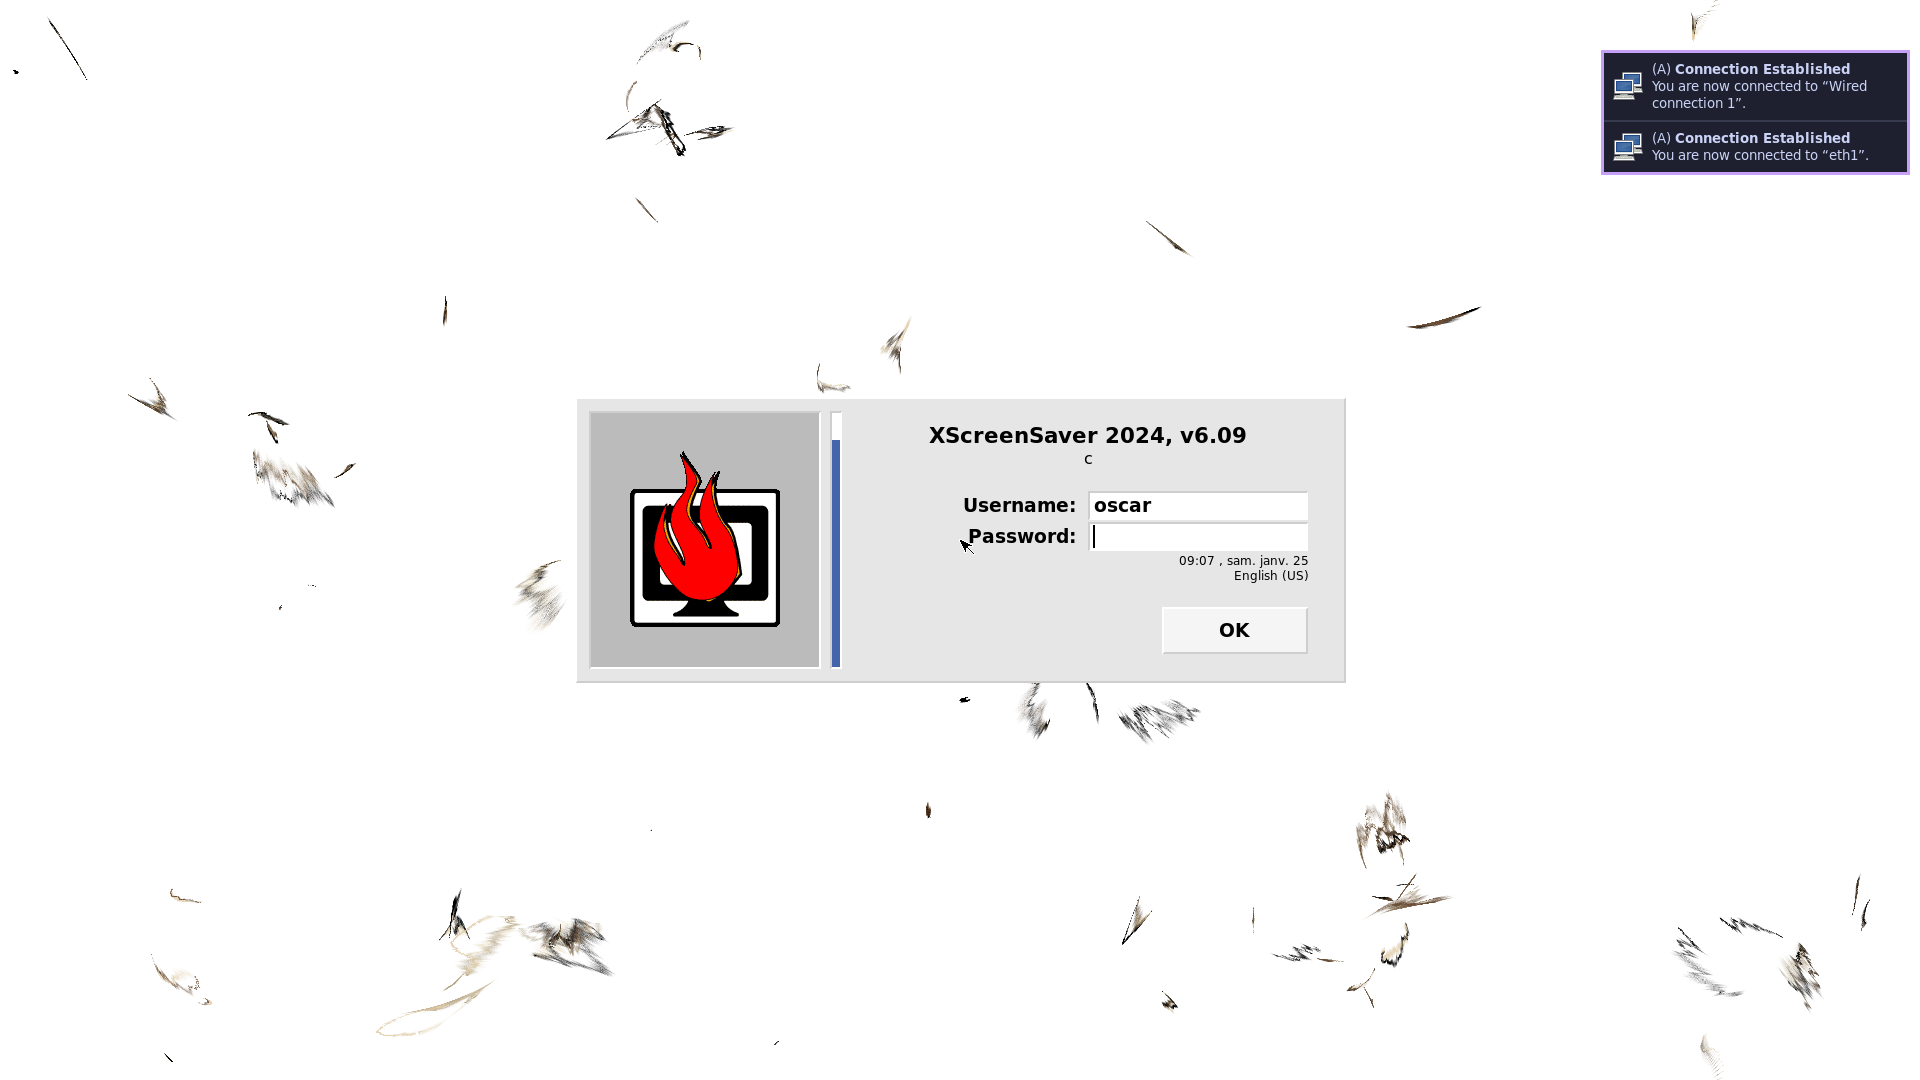 (A) Connection Established
You are now connected to “Wired
connection 1”.
(A) Connection Established
You are now connected to “eth1”.
XScreenSaver 2024, v6.09
c
Username: oscar
Password:
09:07 , sam. janv. 25
English (US)
OK